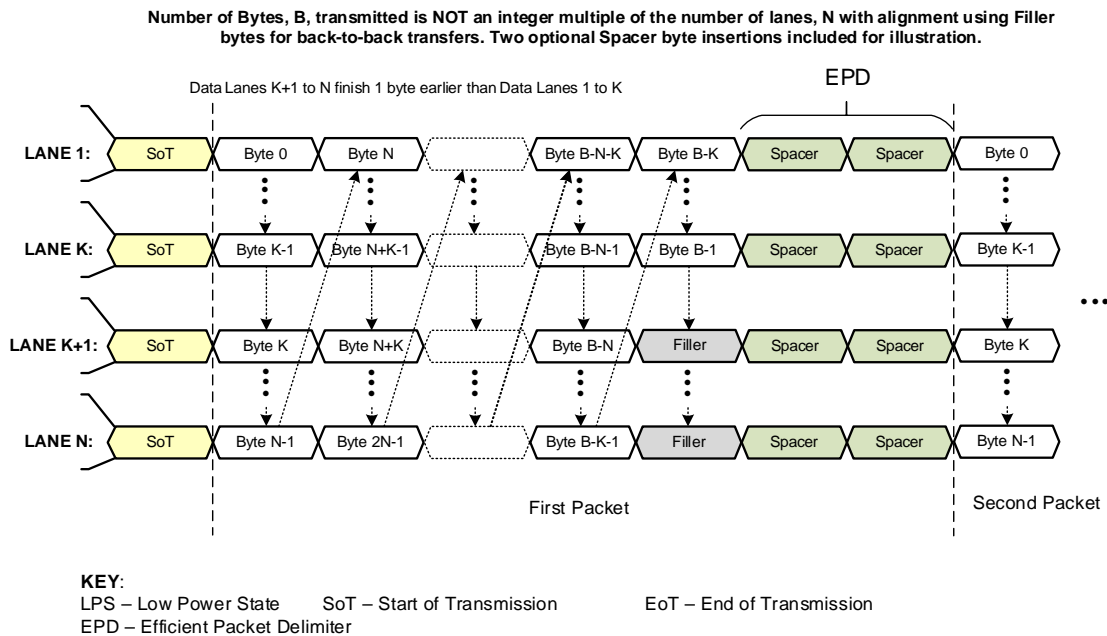 Number of Bytes, B, transmitted is NOT an integer multiple of the number of lanes, N with alignment using Filler
bytes for back-to-back transfers. Two optional Spacer byte insertions included for illustration.
EPD
Data Lanes K+1 to N finish 1 byte earlier than Data Lanes 1 to K
LANE 1: SoT Byte 0 Byte N Byte B-N-K Byte B-K Spacer Spacer Byte 0
LANE K: SoT Byte K-1 Byte N+K-1 Byte B-N-1 Byte B-1 Spacer Spacer Byte K-1
...
LANE K+1: SoT Byte K N+K Byte B-N Filler Spacer Spacer Byte K
LANE N: SoT Byte N-1 Byte 2N-1 Byte B-K-1 Filler Spacer Spacer Byte N-1
First Packet
Second Packet
KEY:
LPS – Low Power State SoT – Start of Transmission EoT – End of Transmission
EPD – Efficient Packet Delimiter